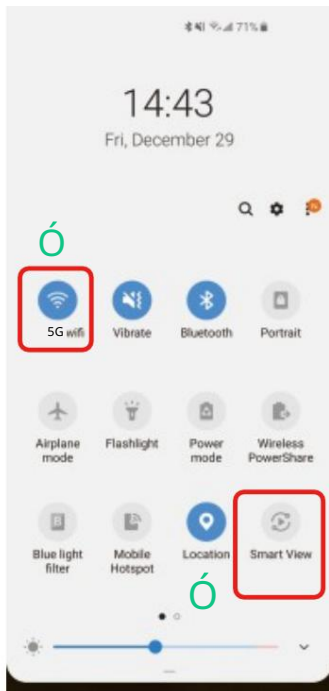 71%
14:43
Fri, December 29
Ó
5G wifi Vibrate Bluetooth Portrait
Airplane Flashlight Power Wireless
mode mode PowerShare
Blue light Mobile Location Smart View
filter Hotspot
Ó